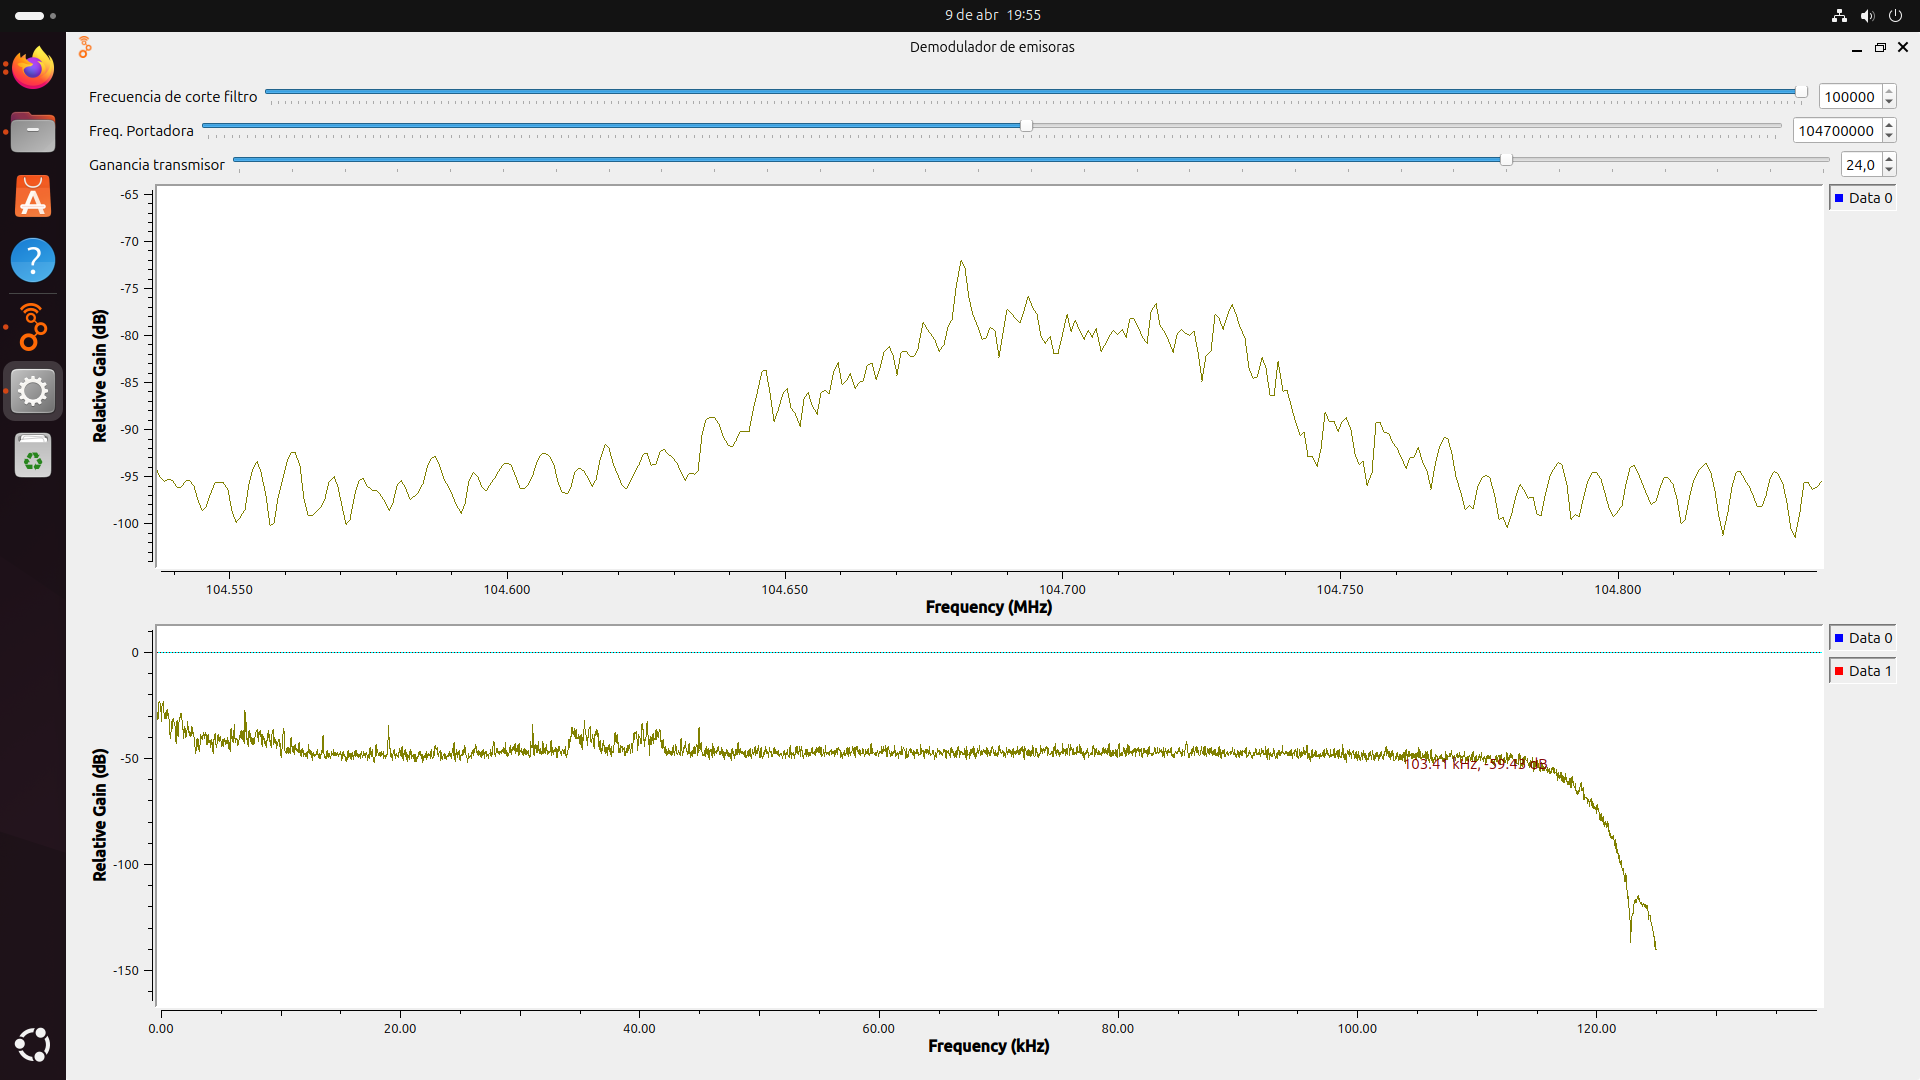 9 de abr 19:55
Demodulador de emisoras
Frecuencia de corte filtro 100000
Freq. Portadora 104700000
Ganancia transmisor 24,0
-65
-70
-75
-80
-85
-90
-95
-100
Relative Gain (dB)
Data 0
104.550 104.600 104.650 104.700 104.750 104.800
Frequency (MHz)
0
-50
-100
-150
Relative Gain (dB)
Data 0
Data 1
103.41 kHz, -59.43 dB
0.00 20.00 40.00 60.00 80.00 100.00 120.00
Frequency (kHz)